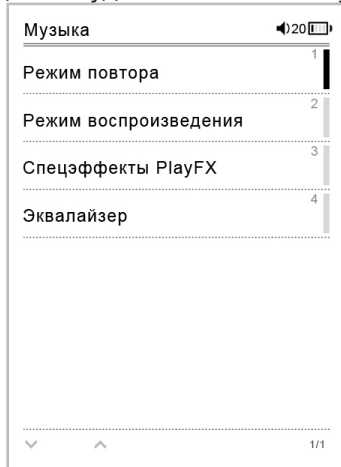 Музыка 20
1
Режим повтора
2
Режим воспроизведения
3
Спецэффекты PlayFX
4
Эквалайзер
1/1